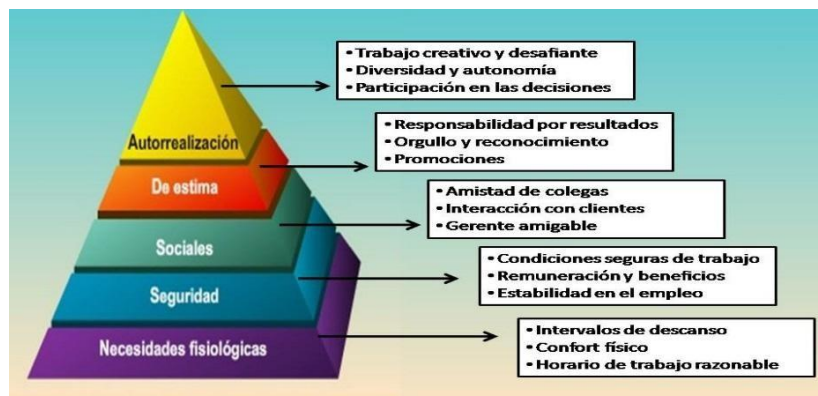 • Trabajo creativo y desafiante
• Diversidad y autonomía
• Participación en las decisiones
Autorrealización
• Responsabilidad por resultados
• Orgullo y reconocimiento
• Promociones
De estima
• Amistad de colegas
• Interacción con clientes
• Gerente amigable
Sociales
• Condiciones seguras de trabajo
• Remuneración y beneficios
• Estabilidad en el empleo
Seguridad
• Intervalos de descanso
• Confort físico
• Horario de trabajo razonable
Necesidades fisiológicas